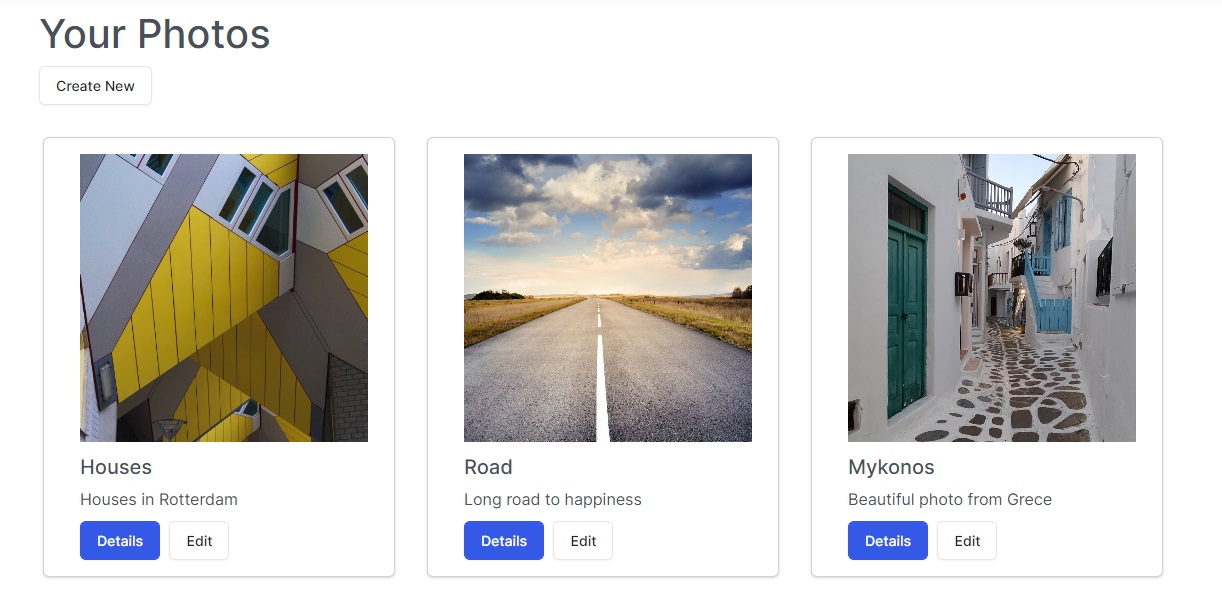 Your Photos
Create New
Houses
Houses in Rotterdam
Details
Edit
Road
Long road to happiness
Details
Edit
Mykonos
Beautiful photo from Grece
Details
Edit